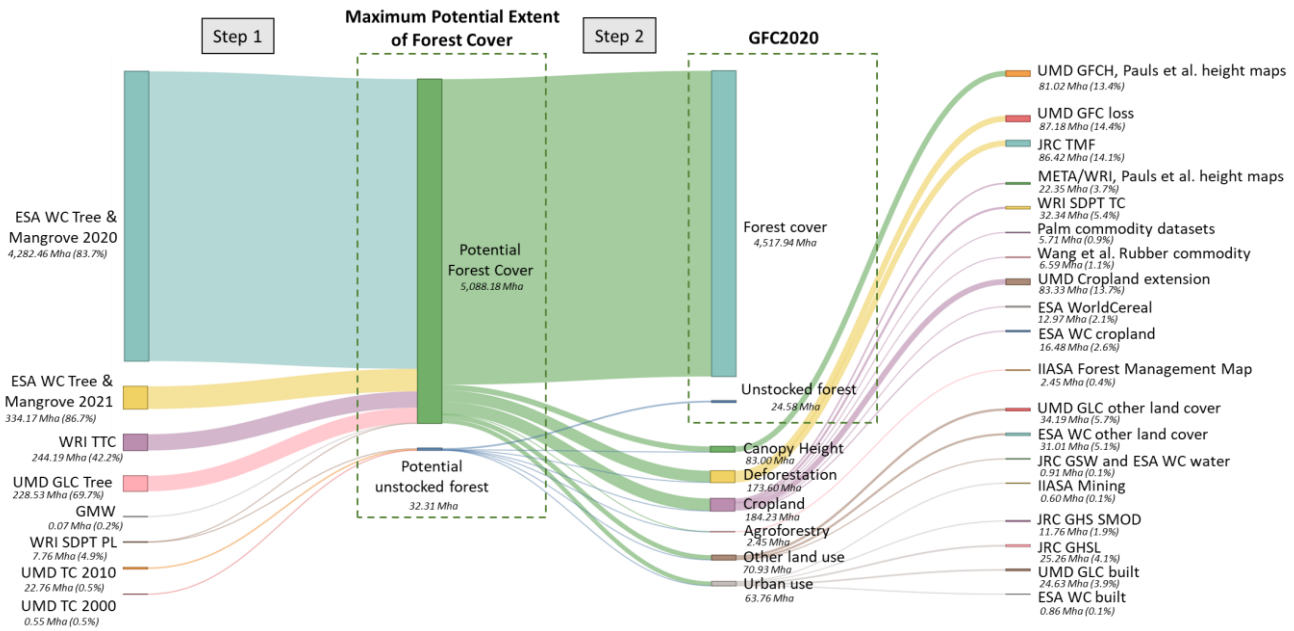 Step 1
Maximum Potential Extent
of Forest Cover
Step 2
GFC2020
ESA WC Tree &
Mangrove 2020
4,282.46 Mha (83.7%)
ESA WC Tree &
Mangrove 2021
334.17 Mha (86.7%)
WRI TTC
244.19 Mha (42.2%)
UMD GLC Tree
228.53 Mha (69.7%)
GMW
0.07 Mha (0.2%)
WRI SDPT PL
7.76 Mha (4.9%)
UMD TC 2010
22.76 Mha (0.5%)
UMD TC 2000
0.55 Mha (0.5%)
Potential
Forest Cover
5,088.18 Mha
Potential
unstocked forest
32.31 Mha
Forest cover
4,517.94 Mha
Unstocked forest
24.58 Mha
Canopy Height
83.00 Mha
Deforestation
173.60 Mha
Cropland
184.23 Mha
Agroforestry
2.45 Mha
Other land use
70.93 Mha
Urban use
63.76 Mha
UMD GFCH, Pauls et al. height maps
81.02 Mha (13.4%)
UMD GFC loss
87.18 Mha (14.4%)
JRC TMF
86.42 Mha (14.1%)
META/WRI, Pauls et al. height maps
22.35 Mha (3.7%)
WRI SDPT TC
32.34 Mha (5.4%)
Palm commodity datasets
5.71 Mha (0.9%)
Wang et al. Rubber commodity
6.59 Mha (1.1%)
UMD Cropland extension
83.33 Mha (13.7%)
ESA WorldCereal
12.97 Mha (2.1%)
ESA WC cropland
16.48 Mha (2.6%)
IIASA Forest Management Map
2.45 Mha (0.4%)
UMD GLC other land cover
34.19 Mha (5.7%)
ESA WC other land cover
31.01 Mha (5.1%)
JRC GSW and ESA WC water
0.91 Mha (0.1%)
IIASA Mining
0.60 Mha (0.1%)
JRC GHS SMOD
11.76 Mha (1.9%)
JRC GHSL
25.26 Mha (4.1%)
UMD GLC built
24.63 Mha (3.9%)
ESA WC built
0.86 Mha (0.1%)